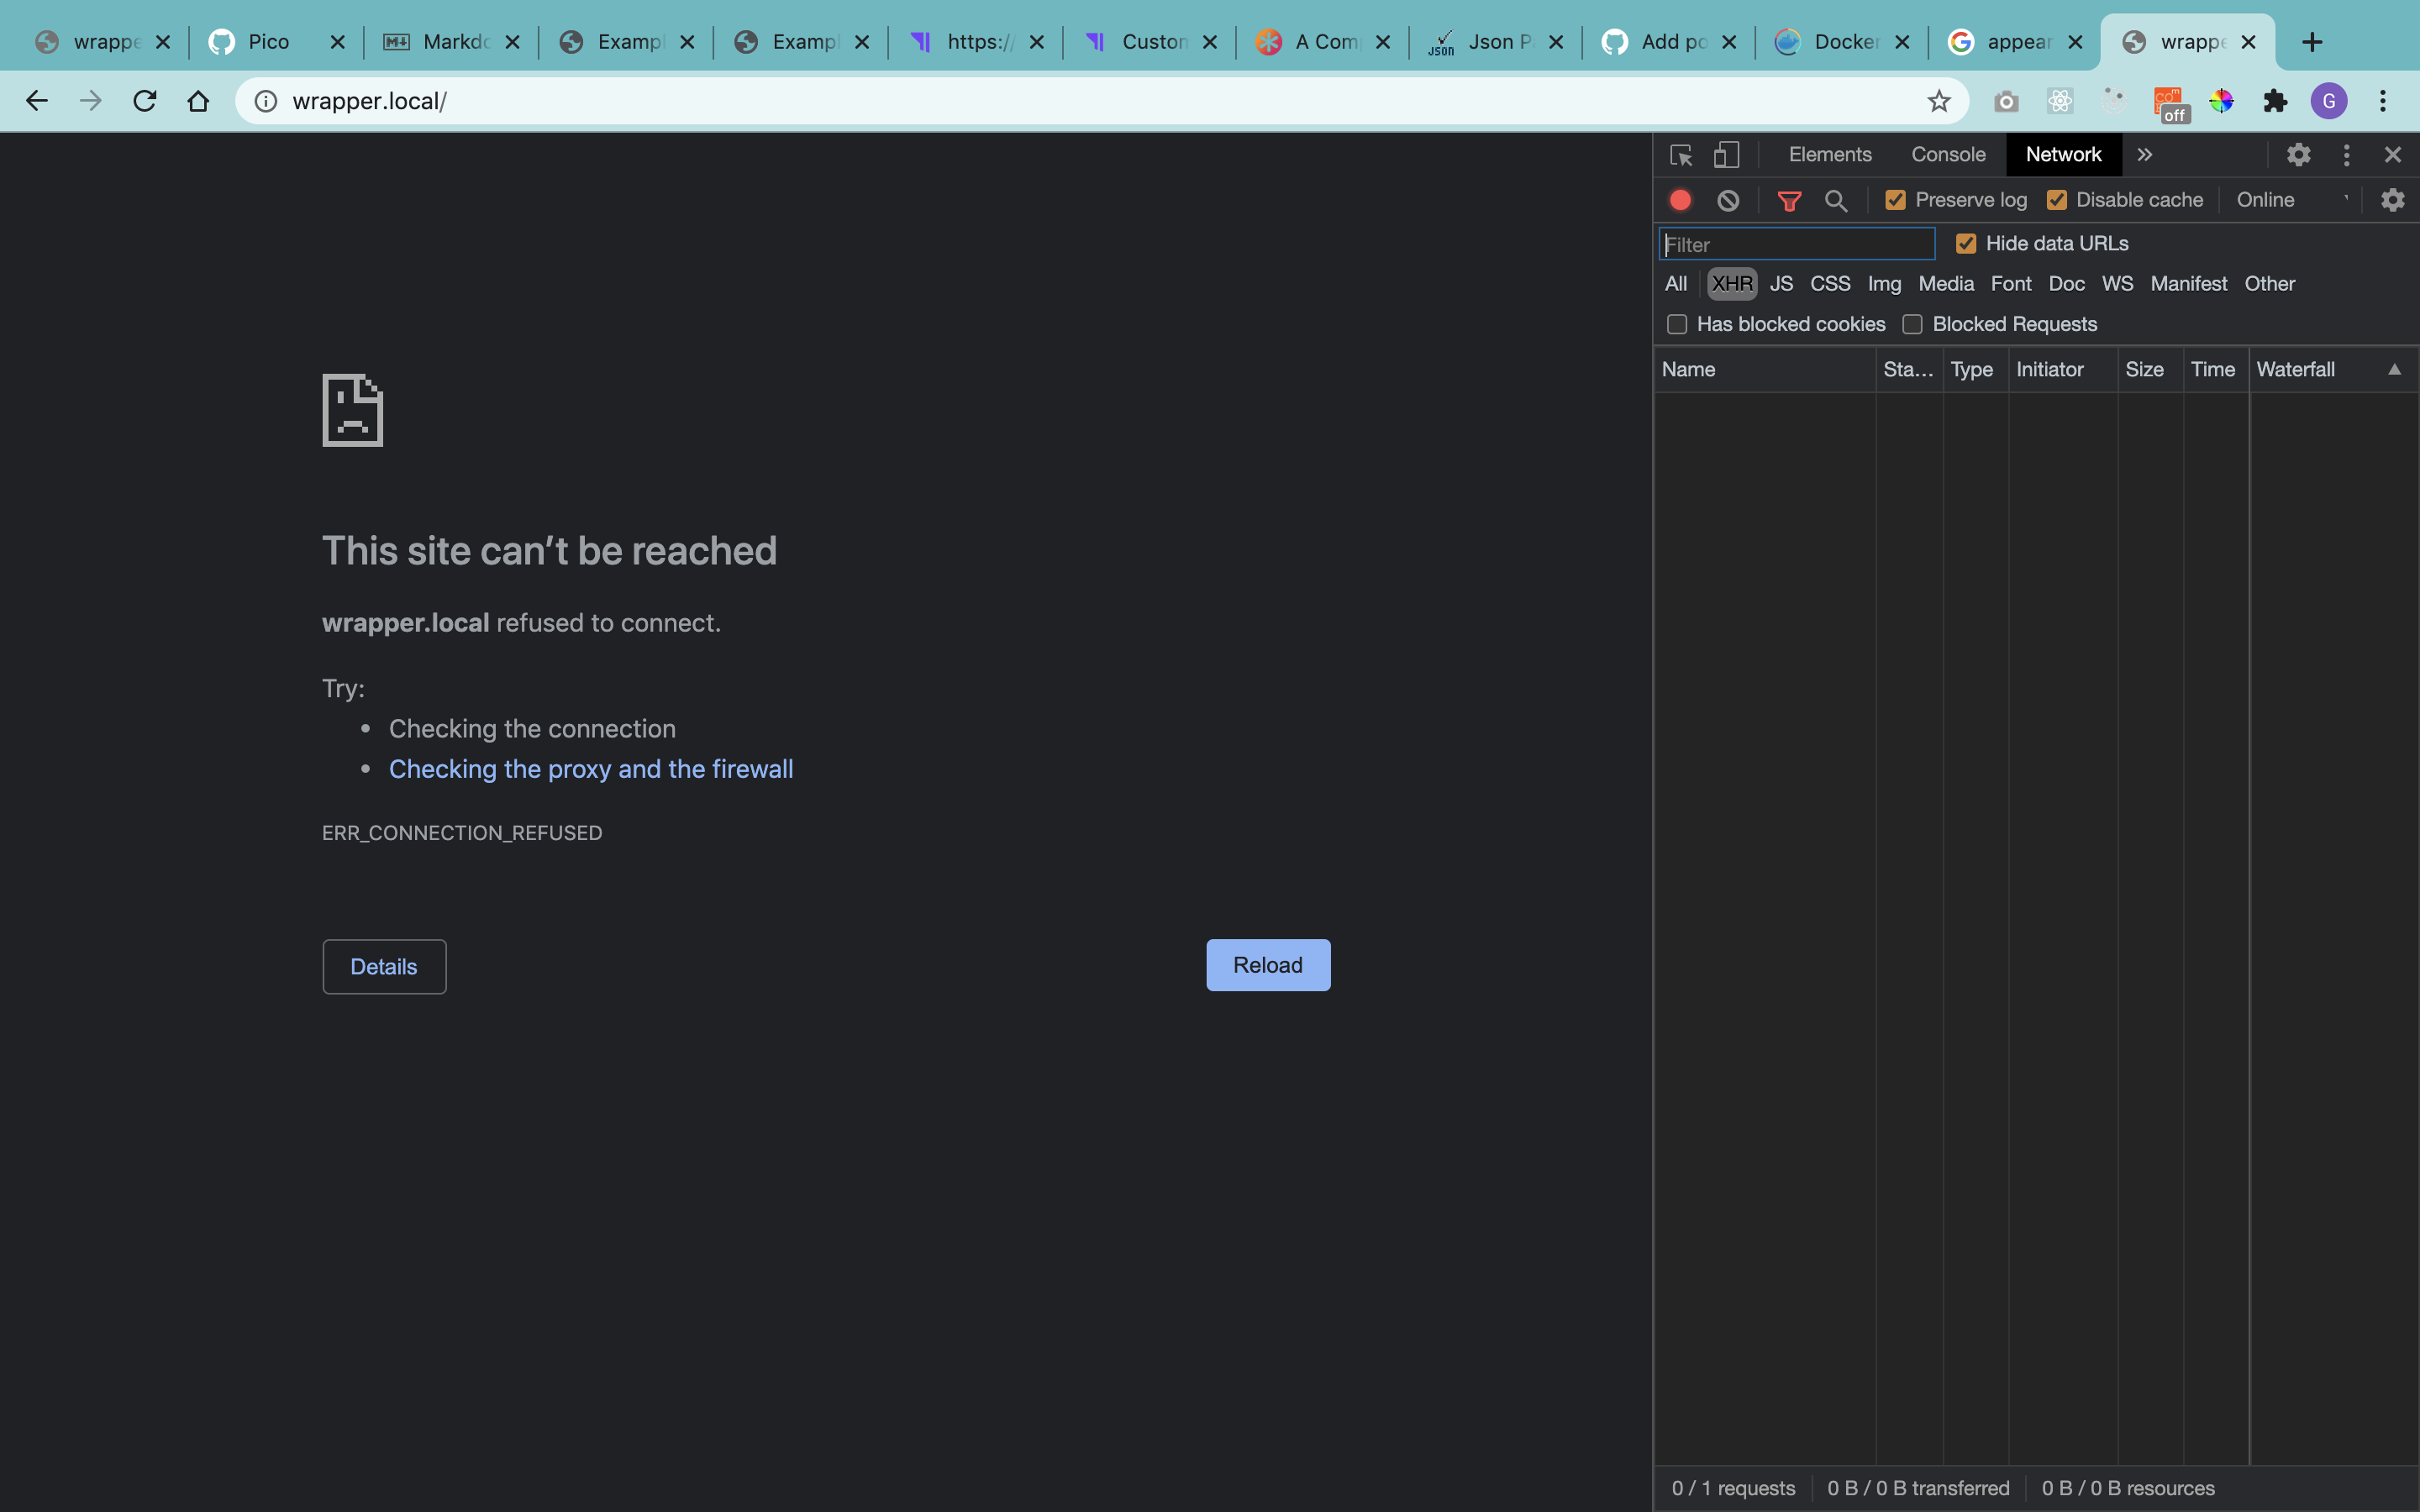 wrappe Pico Markdo Exampl Exampl https:// Custon A Com Json P Add po Docker appear wrappe
wrapper.local/
off
G
Elements Console Network
Preserve log Disable cache Online
Filter Hide data URLs
All XHR JS CSS Img Media Font Doc WS Manifest Other
Has blocked cookies Blocked Requests
Name Sta... Type Initiator Size Time Waterfall
This site can’t be reached
wrapper.local refused to connect.
Try:
• Checking the connection
• Checking the proxy and the firewall
ERR_CONNECTION_REFUSED
Details Reload
0 / 1 requests 0 B / 0 B transferred 0 B / 0 B resources